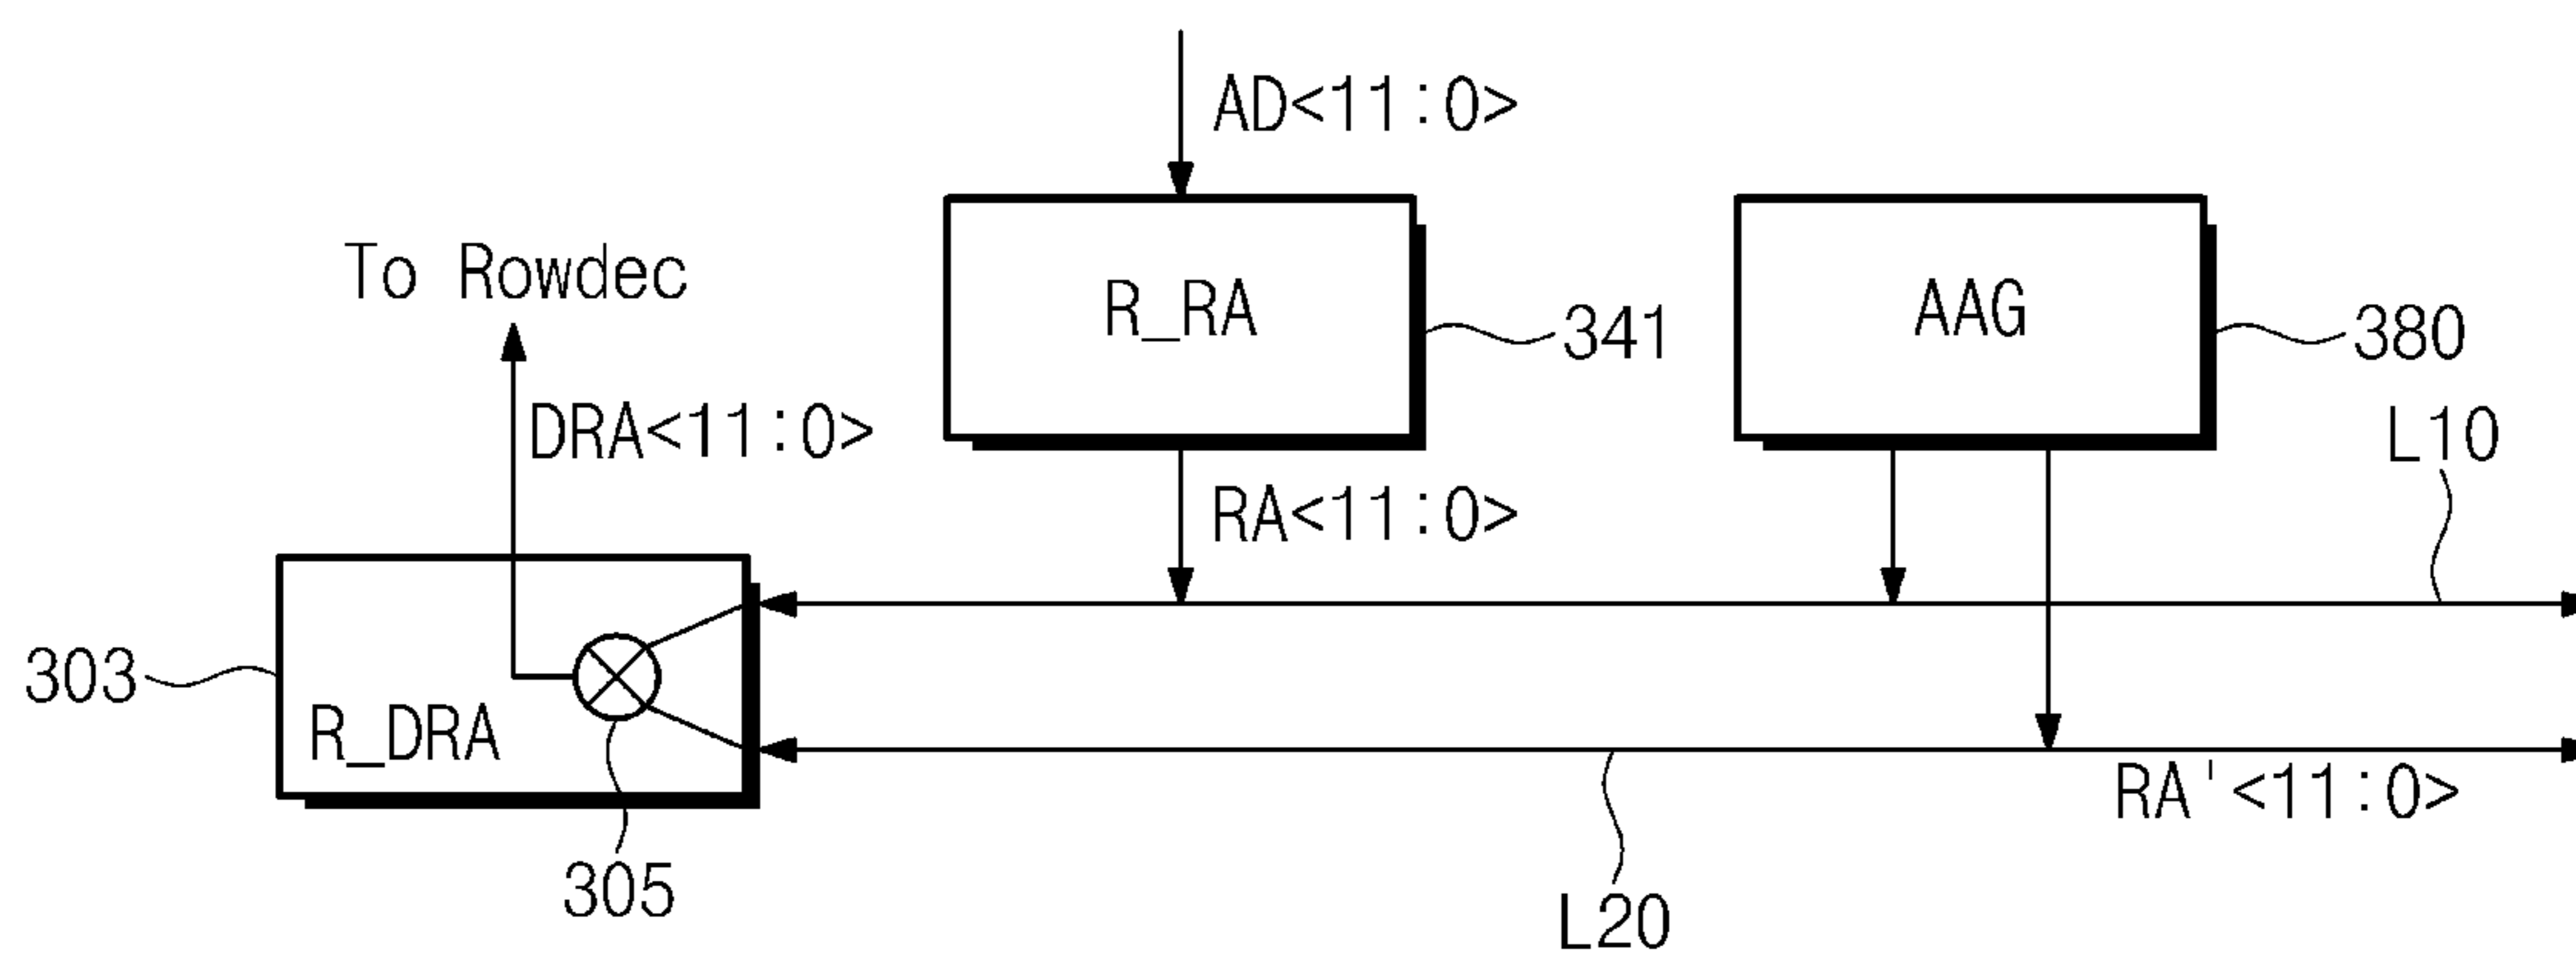 AD<11:0>
To Rowdec
R_RA
341
AAG
380
DRA<11:0>
L10
RA<11:0>
303
R_DRA
RA'<11:0>
305
L20